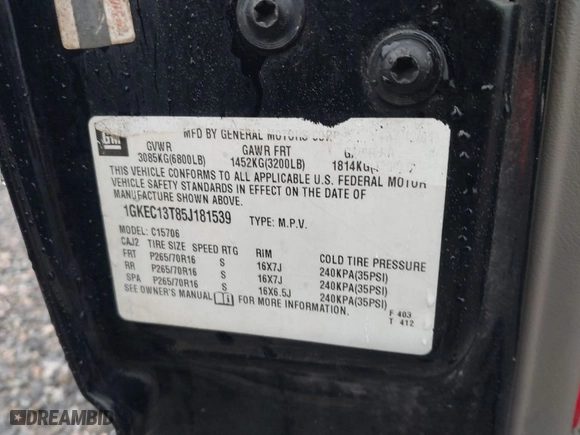 GM
MFD BY GENERAL MOTORS
GVWR GAWR FRT
3085KG(6800LB) 1452KG(3200LB) 1814KG(
THIS VEHICLE CONFORMS TO ALL APPLICABLE U.S. FEDERAL MOTOR
VEHICLE SAFETY STANDARDS IN EFFECT ON THE DATE OF
MANUFACTURE SHOWN ABOVE.
1GKEC13T85J181539 TYPE: M.P.V.
MODEL: C15706
CAJ2 TIRE SIZE SPEED RTG RIM COLD TIRE PRESSURE
FRT P265/70R16 S 16X7J 240KPA(35PSI)
RR P265/70R16 S 16X7J 240KPA(35PSI)
SPA P265/70R16 S 16X6.5J 240KPA(35PSI)
SEE OWNER'S MANUAL FOR MORE INFORMATION.
F 403
T 412
DREAMBID